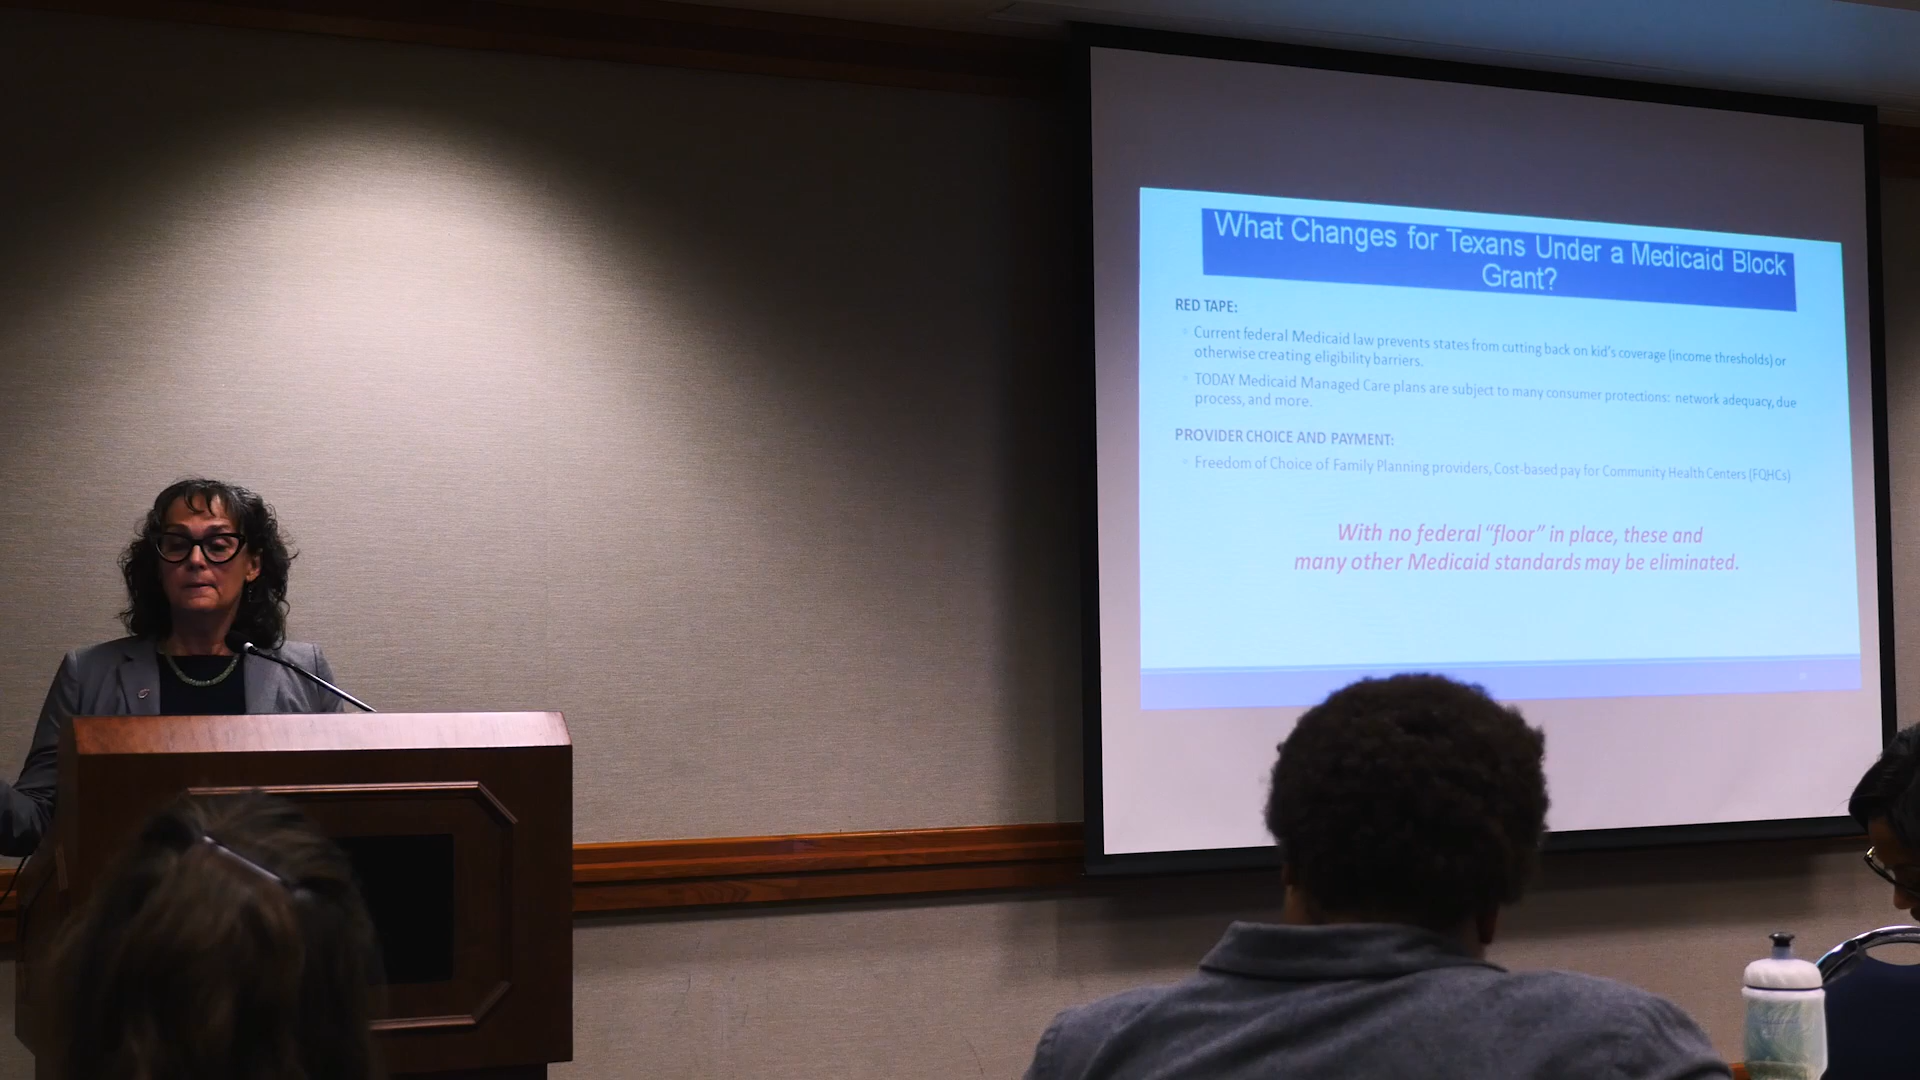 What Changes for Texans Under a Medicaid Block
Grant?
RED TAPE:
Current federal Medicaid law prevents states from cutting back on kid's coverage (income thresholds) or
otherwise creating eligibility barriers.
TODAY Medicaid Managed Care plans are subject to many consumer protections: network adequacy, due
process, and more.
PROVIDER CHOICE AND PAYMENT:
Freedom of Choice of Family Planning providers, Cost-based pay for Community Health Centers (FQHCs)
With no federal “floor” in place, these and
many other Medicaid standards may be eliminated.